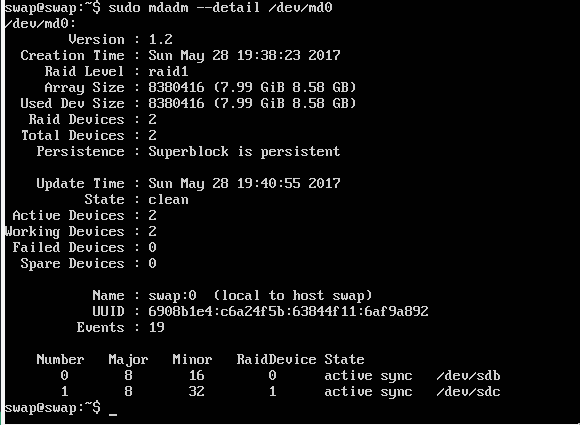 swap@swap:~$ sudo mdadm --detail /dev/md0
/dev/md0:
Version : 1.2
Creation Time : Sun May 28 19:38:23 2017
Raid Level : raid1
Array Size : 8380416 (7.99 GiB 8.58 GB)
Used Dev Size : 8380416 (7.99 GiB 8.58 GB)
Raid Devices : 2
Total Devices : 2
Persistence : Superblock is persistent
Update Time : Sun May 28 19:40:55 2017
State : clean
Active Devices : 2
Working Devices : 2
Failed Devices : 0
Spare Devices : 0
Name : swap:0 (local to host swap)
UUID : 6908b1e4:c6a24f5b:63844f11:6af9a892
Events : 19
Number Major Minor RaidDevice State
0 8 16 0 active sync /dev/sdb
1 8 32 1 active sync /dev/sdc
swap@swap:~$ _